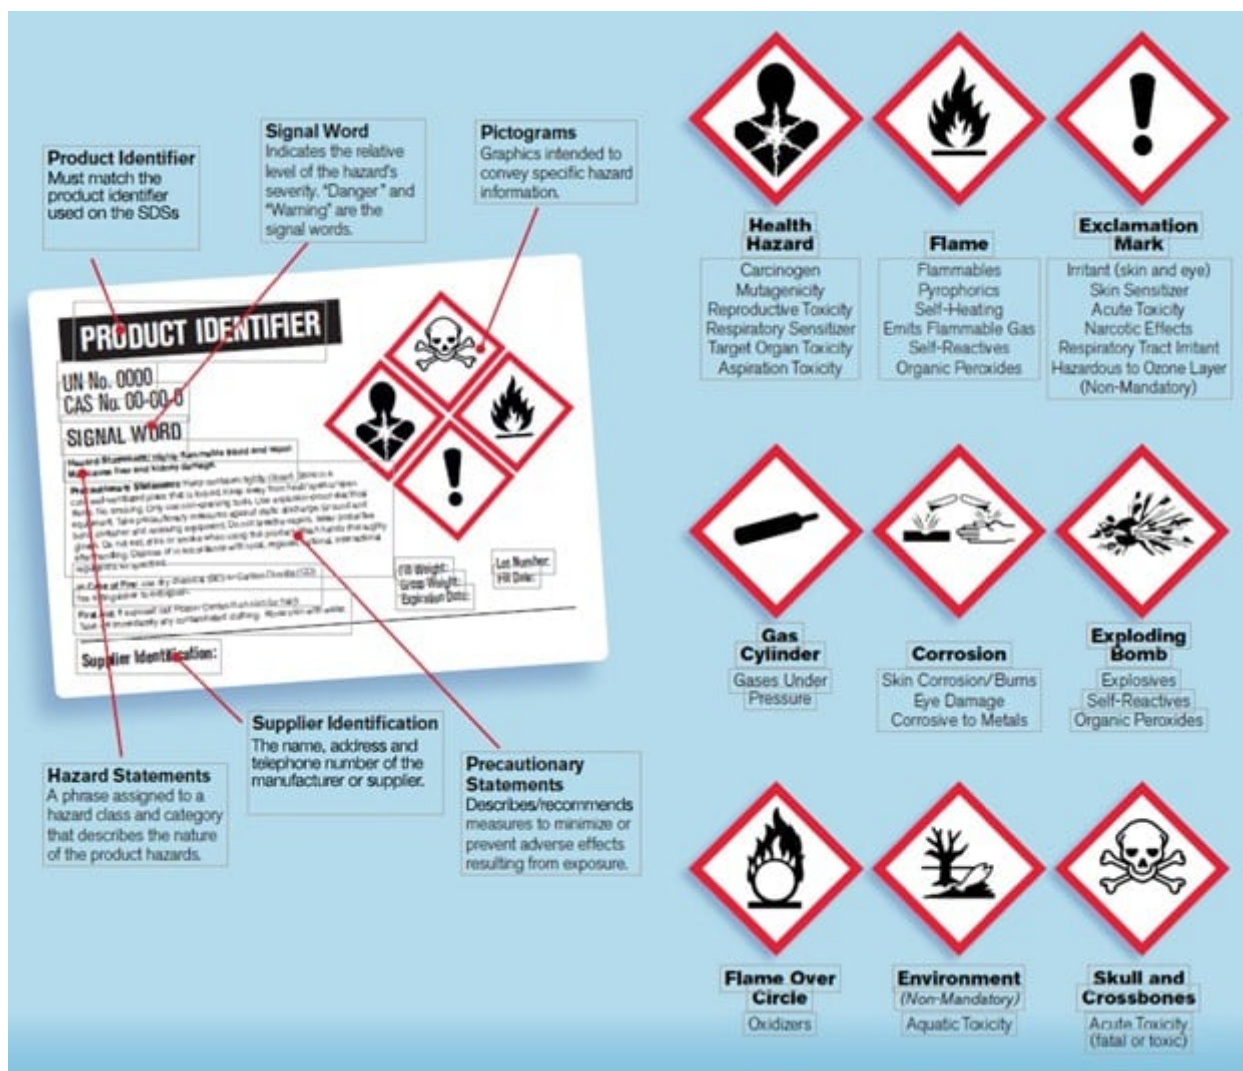 Product Identifier
Must match the
product identifier
used on the SDSs
Signal Word
Indicates the relative
level of the hazard's
severity. "Danger" and
"Warning" are the
signal words.
Pictograms
Graphics intended to
convey specific hazard
information.
PRODUCT IDENTIFIER
UN No. 0000
CAS No. 00-00-0
SIGNAL WORD
Fill Weight:
Lot Number:
Gross Weight:
Fill Date:
Expiration Date:
Supplier Identification:
Hazard Statements
A phrase assigned to a
hazard class and category
that describes the nature
of the product hazards.
Supplier Identification
The name, address and
telephone number of the
manufacturer or supplier.
Precautionary
Statements
Describes/recommends
measures to minimize or
prevent adverse effects
resulting from exposure.
Health
Hazard
Carcinogen
Mutagenicity
Reproductive Toxicity
Respiratory Sensitizer
Target Organ Toxicity
Aspiration Toxicity
Flame
Flammables
Pyrophorics
Self-Heating
Emits Flammable Gas
Self-Reactives
Organic Peroxides
Exclamation
Mark
Irritant (skin and eye)
Skin Sensitizer
Acute Toxicity
Narcotic Effects
Respiratory Tract Irritant
Hazardous to Ozone Layer
(Non-Mandatory)
Gas
Cylinder
Gases Under
Pressure
Corrosion
Skin Corrosion/Burns
Eye Damage
Corrosive to Metals
Exploding
Bomb
Explosives
Self-Reactives
Organic Peroxides
Flame Over
Circle
Oxidizers
Environment
(Non-Mandatory)
Aquatic Toxicity
Skull and
Crossbones
Acute Toxicity
(fatal or toxic)